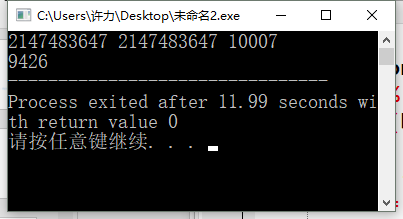 C:\Users\许力\Desktop\未命名2.exe
2147483647 2147483647 10007
9426
--------------------------------
Process exited after 11.99 seconds wi
th return value 0
请按任意键继续. . .